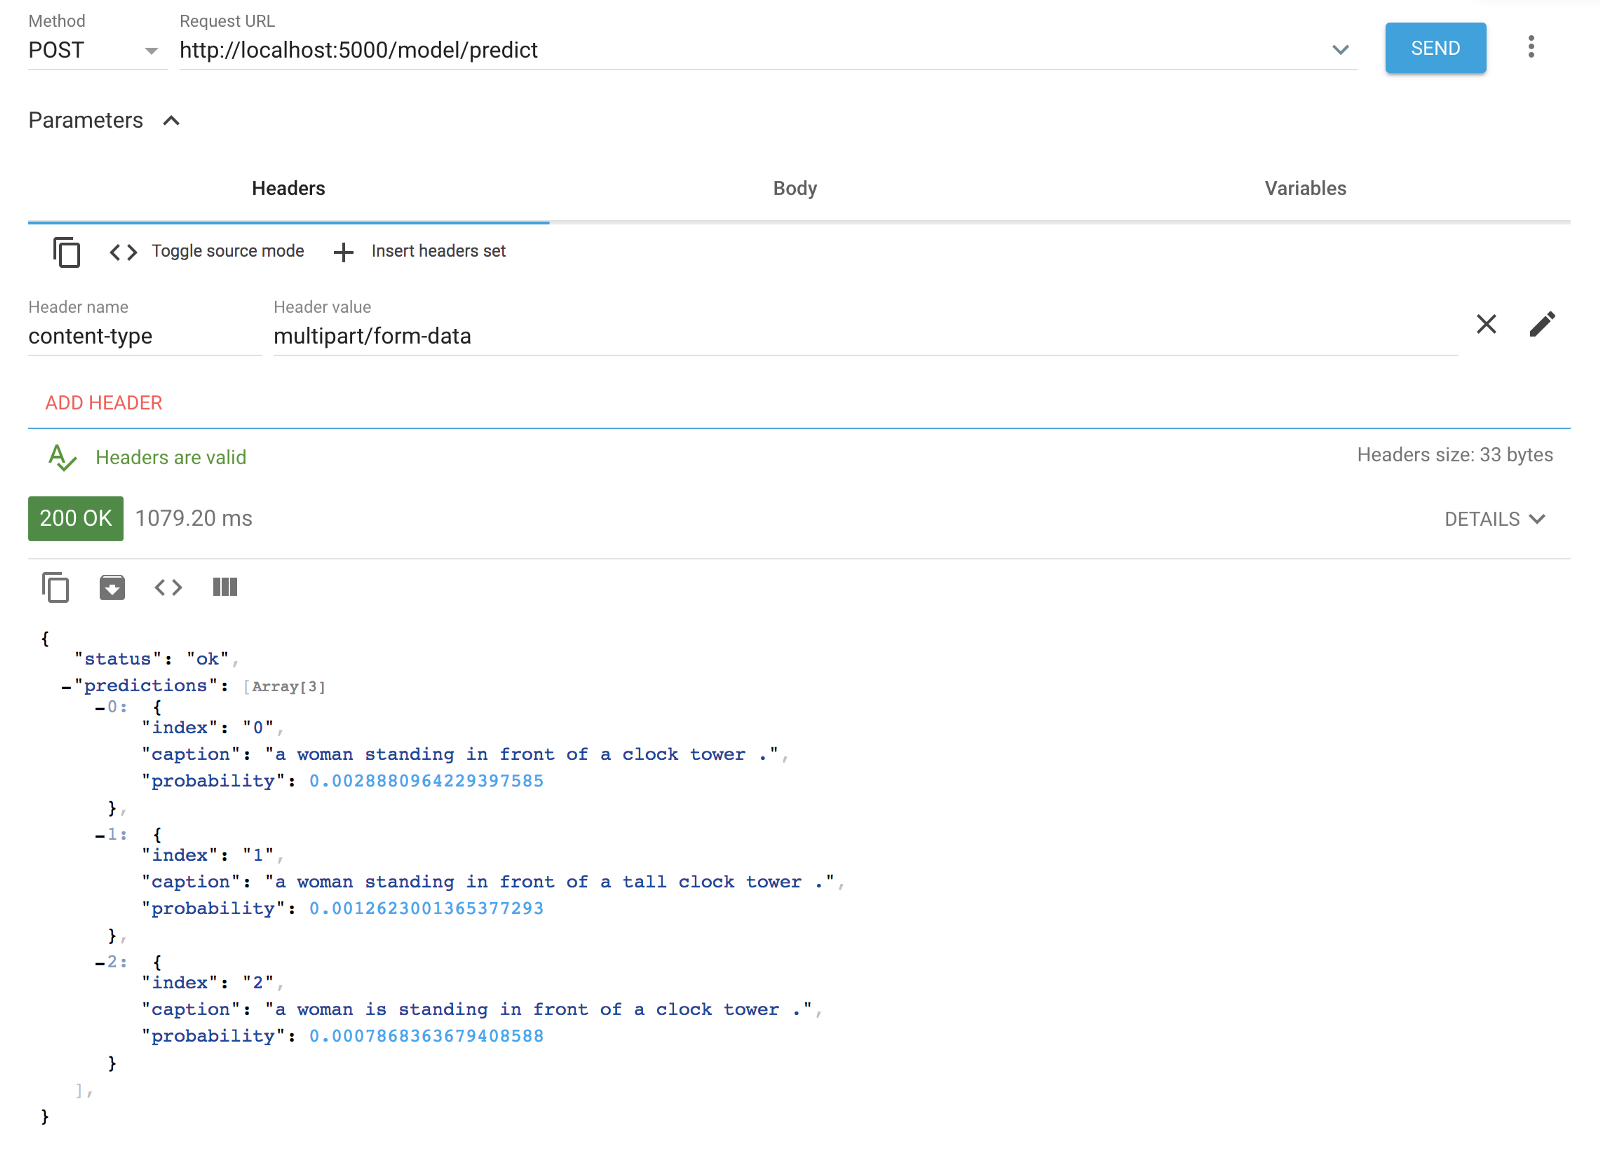 Method
Request URL
POST
http://localhost:5000/model/predict
SEND
Parameters
Headers
Body
Variables
Toggle source mode
Insert headers set
Header name
Header value
content-type
multipart/form-data
ADD HEADER
Headers are valid
Headers size: 33 bytes
200 OK
1079.20 ms
DETAILS
{
"status": "ok",
-"predictions": [Array[3]
-0: {
"index": "0",
"caption": "a woman standing in front of a clock tower .",
"probability": 0.0028880964229397585
},
-1: {
"index": "1",
"caption": "a woman standing in front of a tall clock tower .",
"probability": 0.0012623001365377293
},
-2: {
"index": "2",
"caption": "a woman is standing in front of a clock tower .",
"probability": 0.0007868363679408588
}
],
}